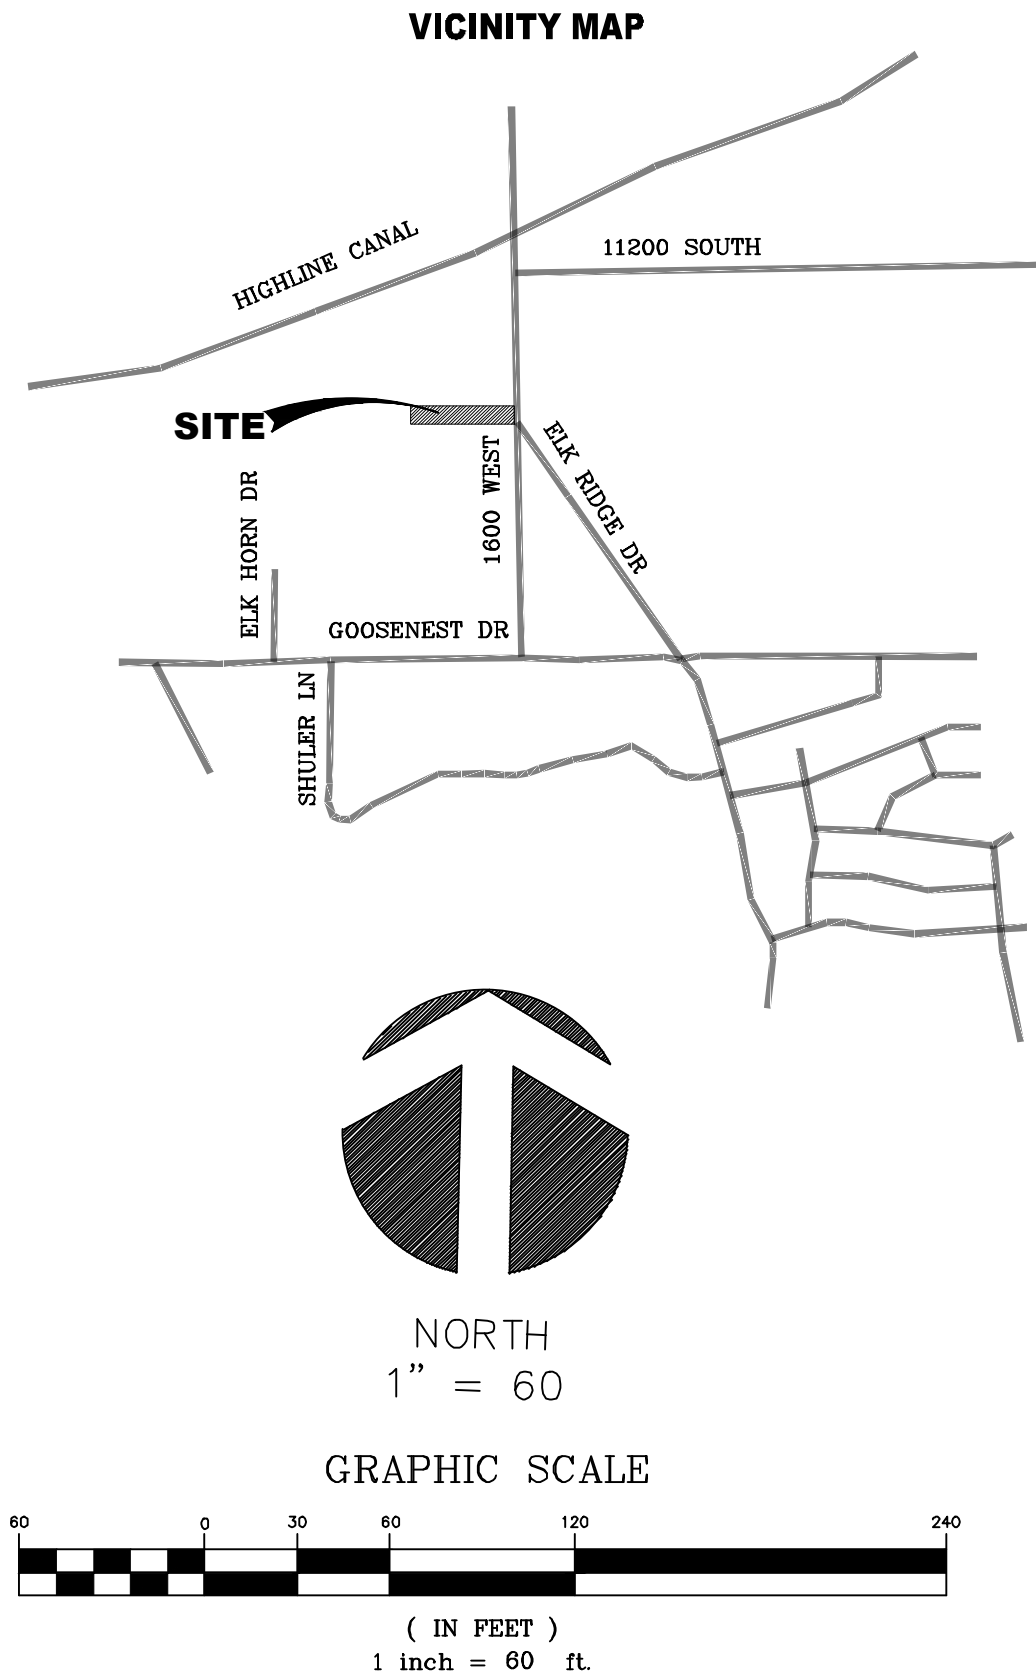 VICINITY MAP
HIGHLINE CANAL
11200 SOUTH
SITE
1600 WEST
ELK RIDGE DR
ELK HORN DR
GOOSENEST DR
SHULER LN
NORTH
1" = 60
GRAPHIC SCALE
60 0 30 60 120 240
( IN FEET )
1 inch = 60 ft.